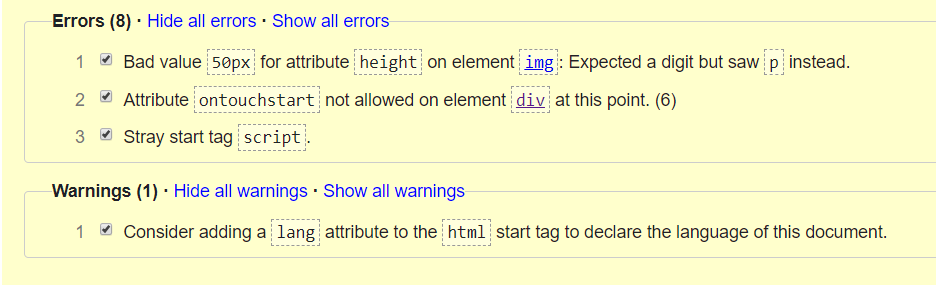 Errors (8) · Hide all errors · Show all errors
1 Bad value 50px for attribute height on element img: Expected a digit but saw p instead.
2 Attribute ontouchstart not allowed on element div at this point. (6)
3 Stray start tag script.
Warnings (1) · Hide all warnings · Show all warnings
1 Consider adding a lang attribute to the html start tag to declare the language of this document.